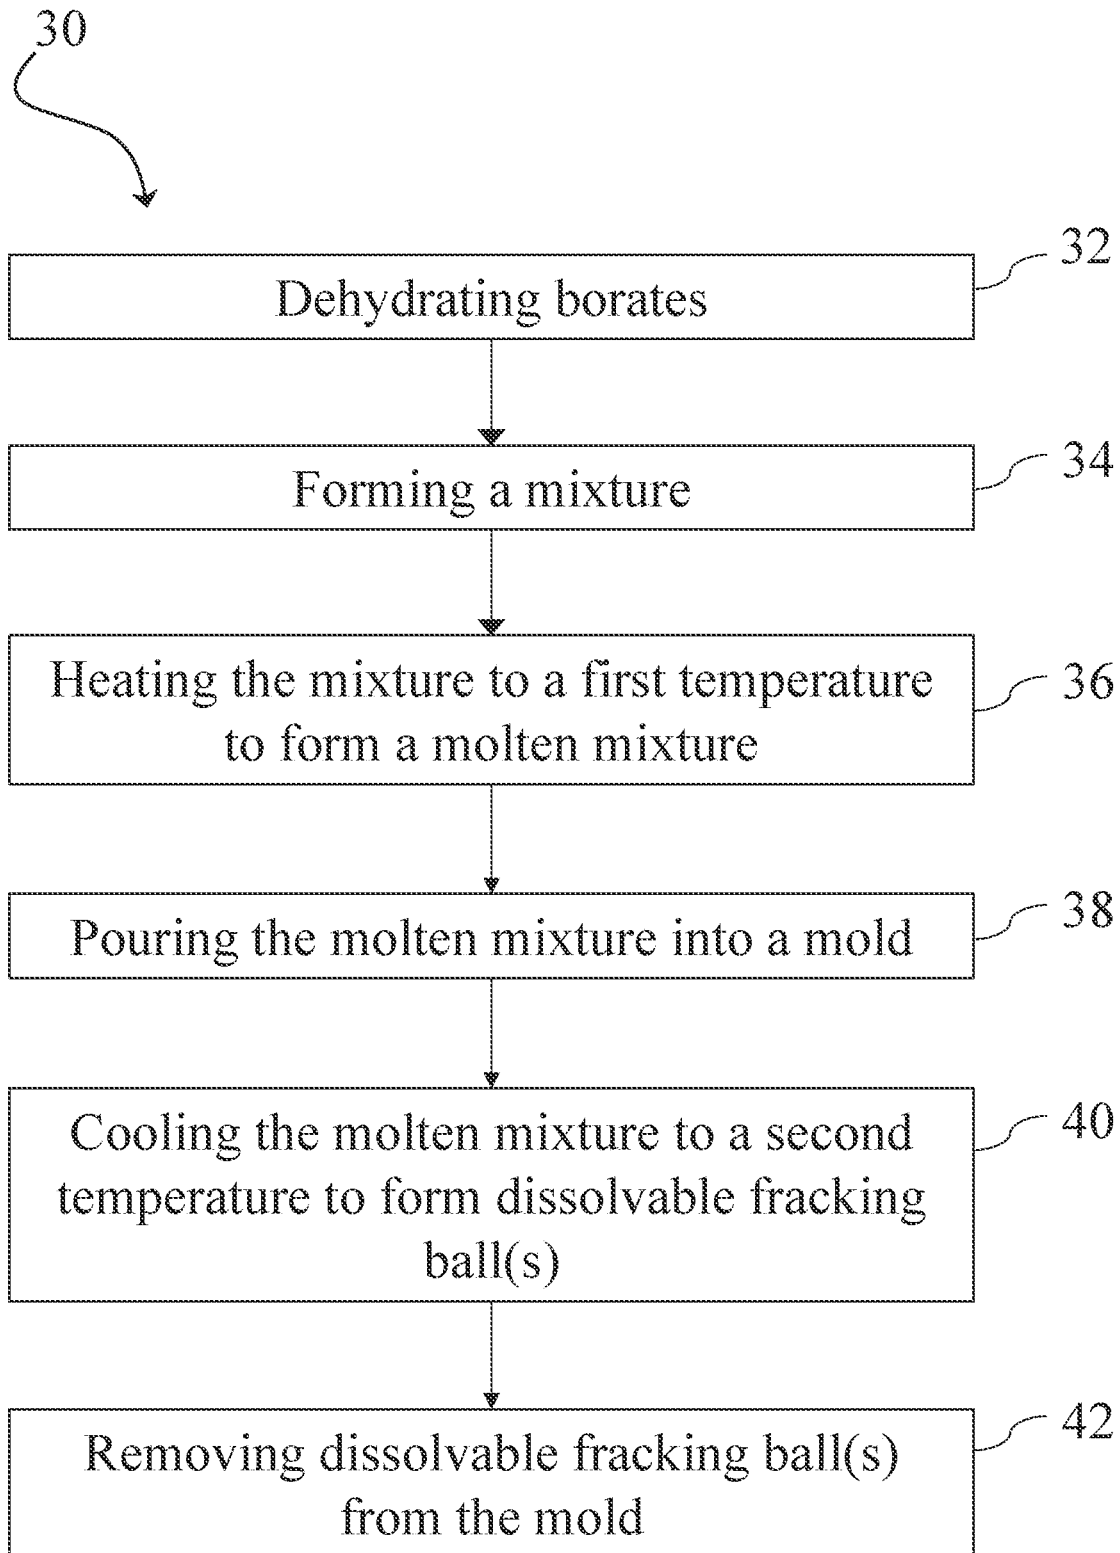 30
32
Dehydrating borates
34
Forming a mixture
36
Heating the mixture to a first temperature
to form a molten mixture
38
Pouring the molten mixture into a mold
40
Cooling the molten mixture to a second
temperature to form dissolvable fracking
ball(s)
42
Removing dissolvable fracking ball(s)
from the mold